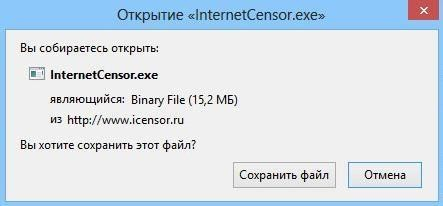 Открытие «InternetCensor.exe»
Вы собираетесь открыть:
InternetCensor.exe
являющийся: Binary File (15,2 МБ)
из http://www.icensor.ru
Вы хотите сохранить этот файл?
Сохранить файл Отмена